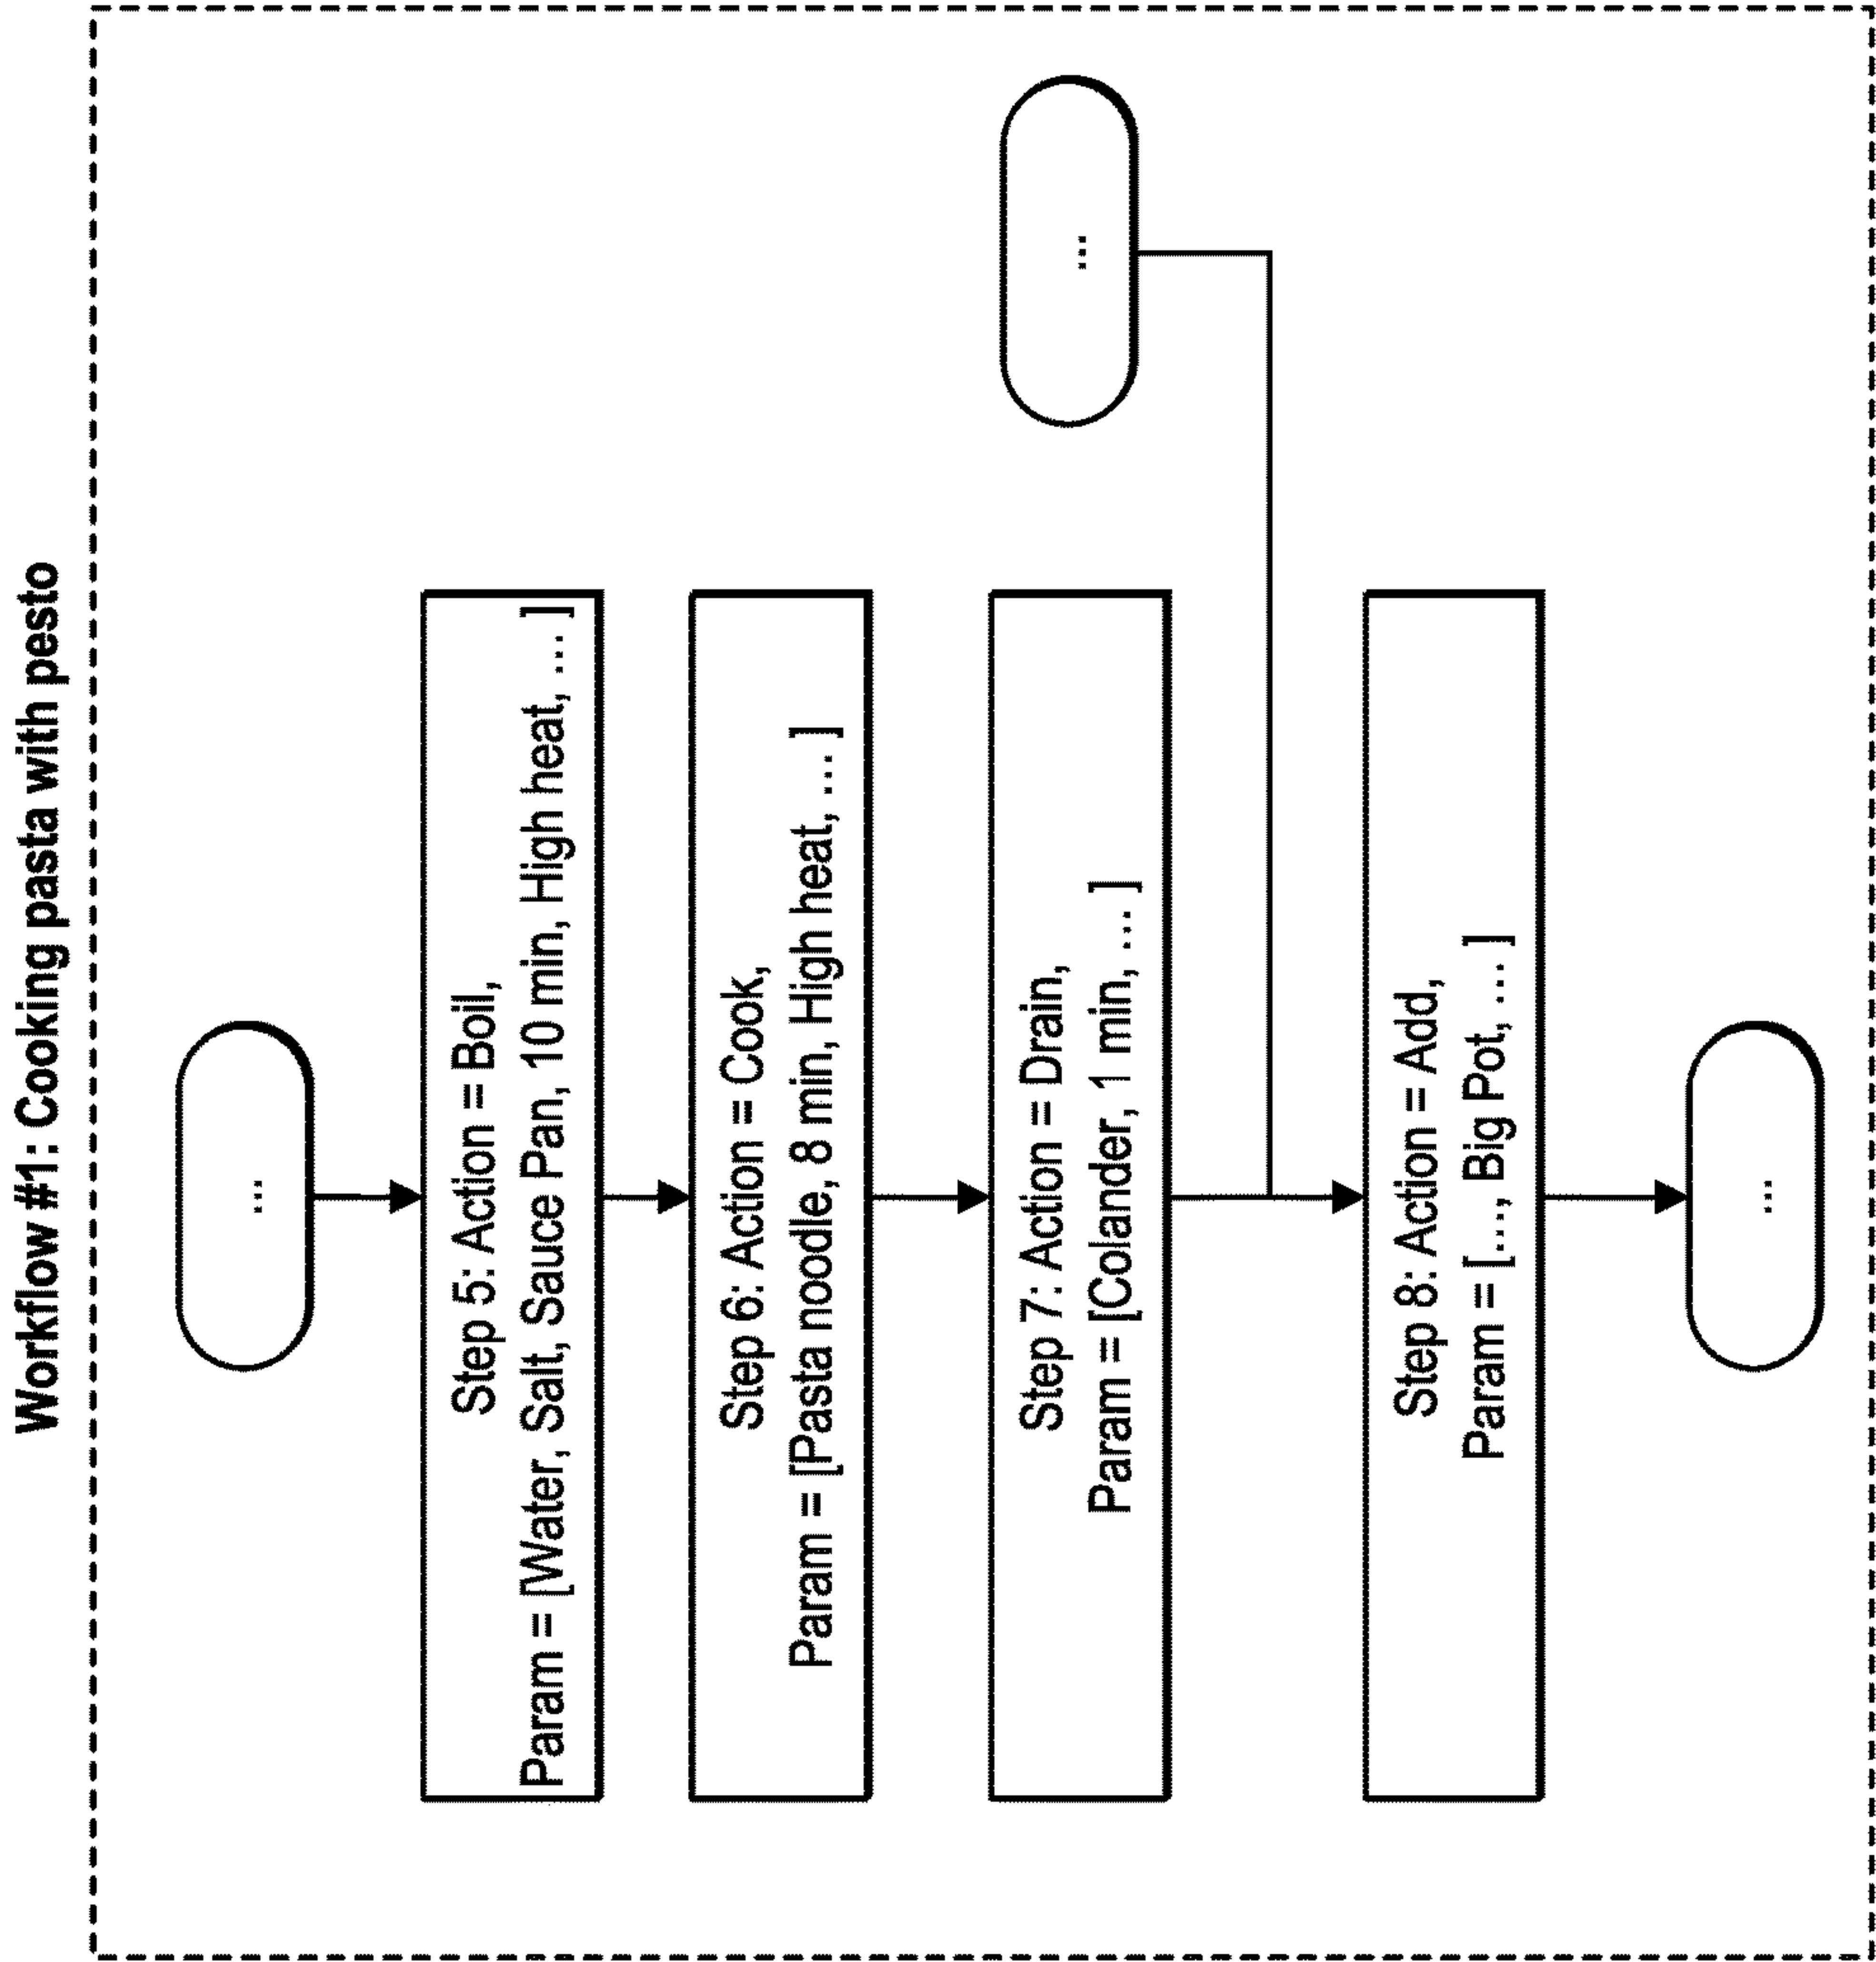 Workflow #1: Cooking pasta with pesto
...
Step 5: Action = Boil,
Param = [Water, Salt, Sauce Pan, 10 min, High heat, ... ]
Step 6: Action = Cook,
Param = [Pasta noodle, 8 min, High heat, ... ]
Step 7: Action = Drain,
Param = [Colander, 1 min, ... ]
...
Step 8: Action = Add,
Param = [..., Big Pot, ... ]
...